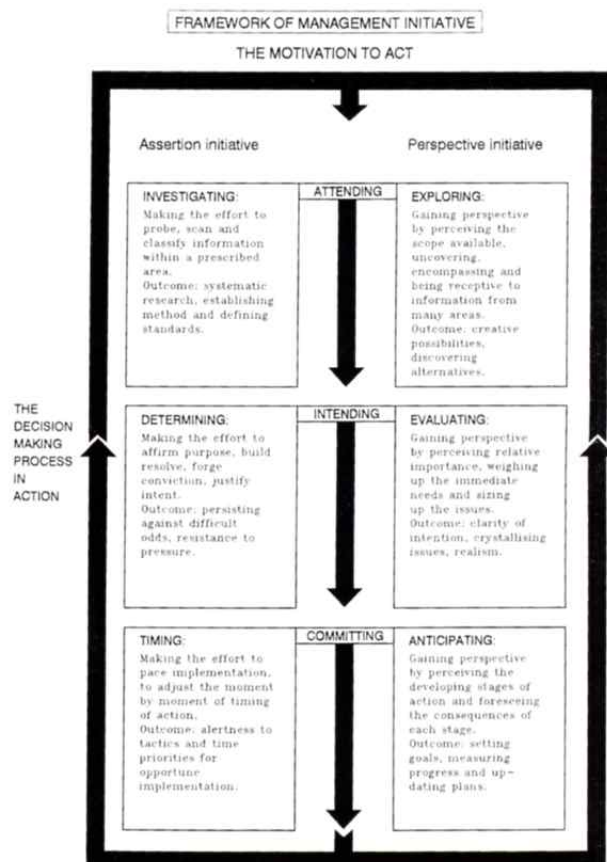 FRAMEWORK OF MANAGEMENT INITIATIVE
THE MOTIVATION TO ACT
Assertion initiative
Perspective initiative
ATTENDING
INVESTIGATING:
Making the effort to
probe, scan and
classify information
within a prescribed
area.
Outcome: systematic
research, establishing
method and defining
standards.
EXPLORING:
Gaining perspective
by perceiving the
scope available,
uncovering,
encompassing and
being receptive to
information from
many areas.
Outcome: creative
possibilities,
discovering
alternatives.
THE
DECISION
MAKING
PROCESS
IN
ACTION
INTENDING
DETERMINING:
Making the effort to
affirm purpose, build
resolve, forge
conviction, justify
intent.
Outcome: persisting
against difficult
odds, resistance to
pressure.
EVALUATING:
Gaining perspective
by perceiving relative
importance, weighing
up the immediate
needs and sizing
up the issues.
Outcome: clarity of
intention, crystallising
issues, realism.
COMMITTING
TIMING:
Making the effort to
pace implementation,
to adjust the moment
by moment of timing
of action.
Outcome: alertness to
tactics and time
priorities for
opportune
implementation.
ANTICIPATING:
Gaining perspective
by perceiving the
developing stages of
action and foreseeing
the consequences of
each stage.
Outcome: setting
goals, measuring
progress and up-
dating plans.